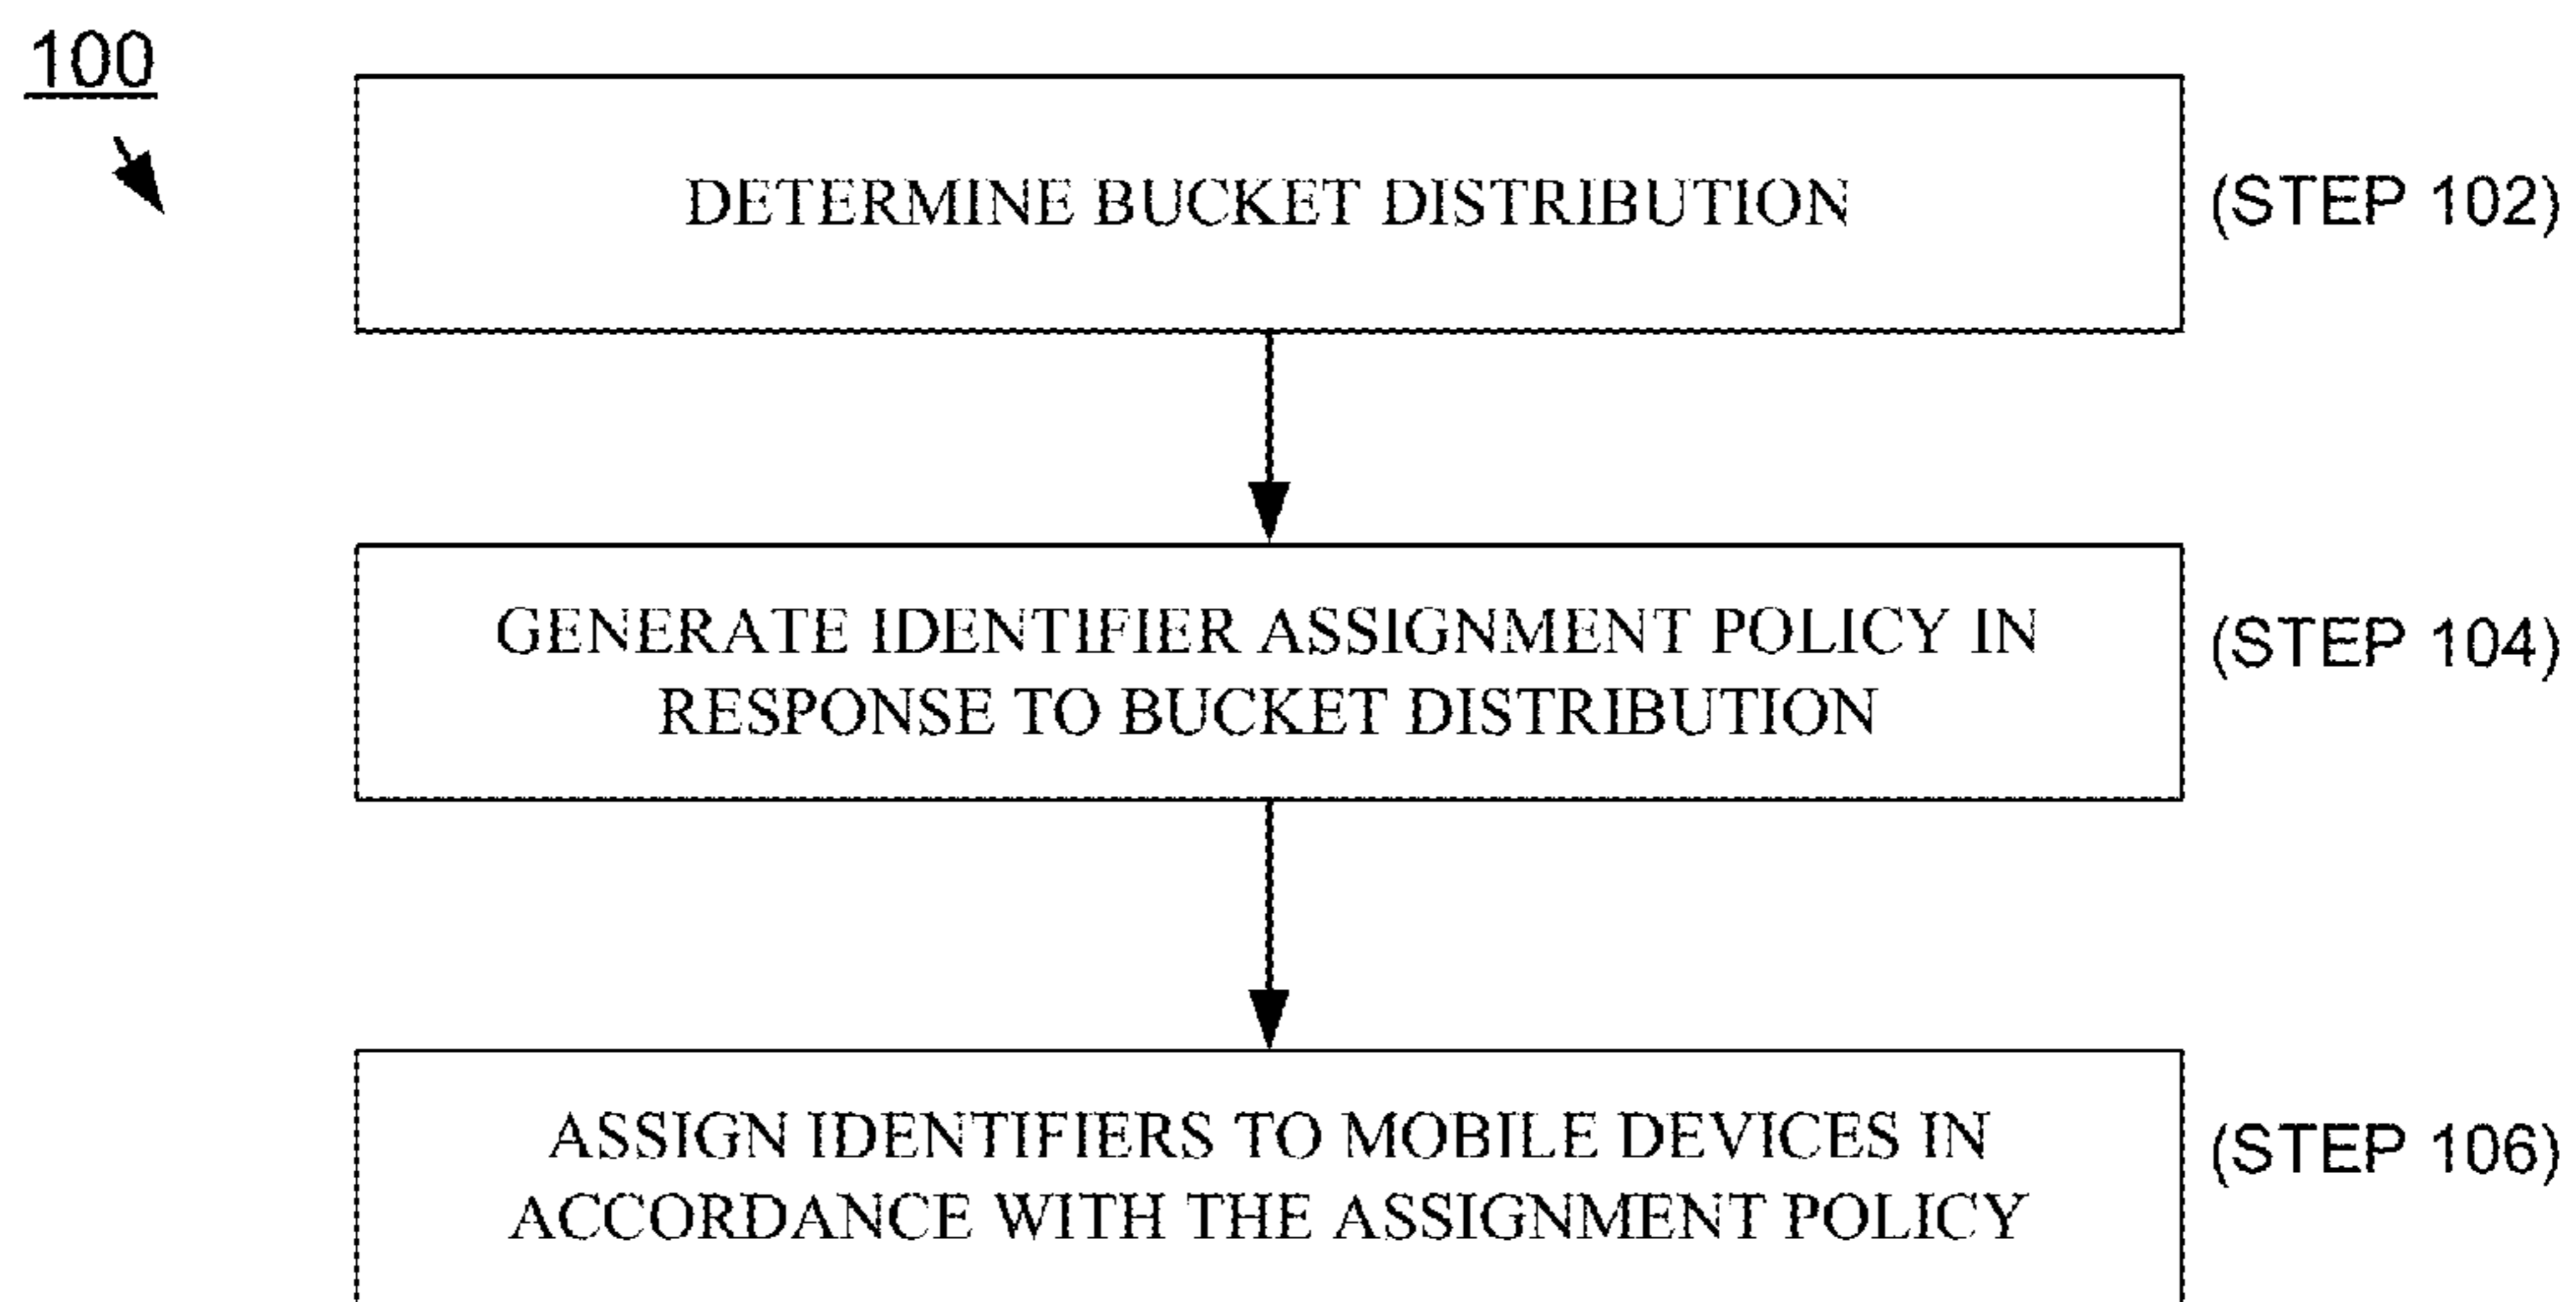 100
DETERMINE BUCKET DISTRIBUTION
(STEP 102)
GENERATE IDENTIFIER ASSIGNMENT POLICY IN
RESPONSE TO BUCKET DISTRIBUTION
(STEP 104)
ASSIGN IDENTIFIERS TO MOBILE DEVICES IN
ACCORDANCE WITH THE ASSIGNMENT POLICY
(STEP 106)